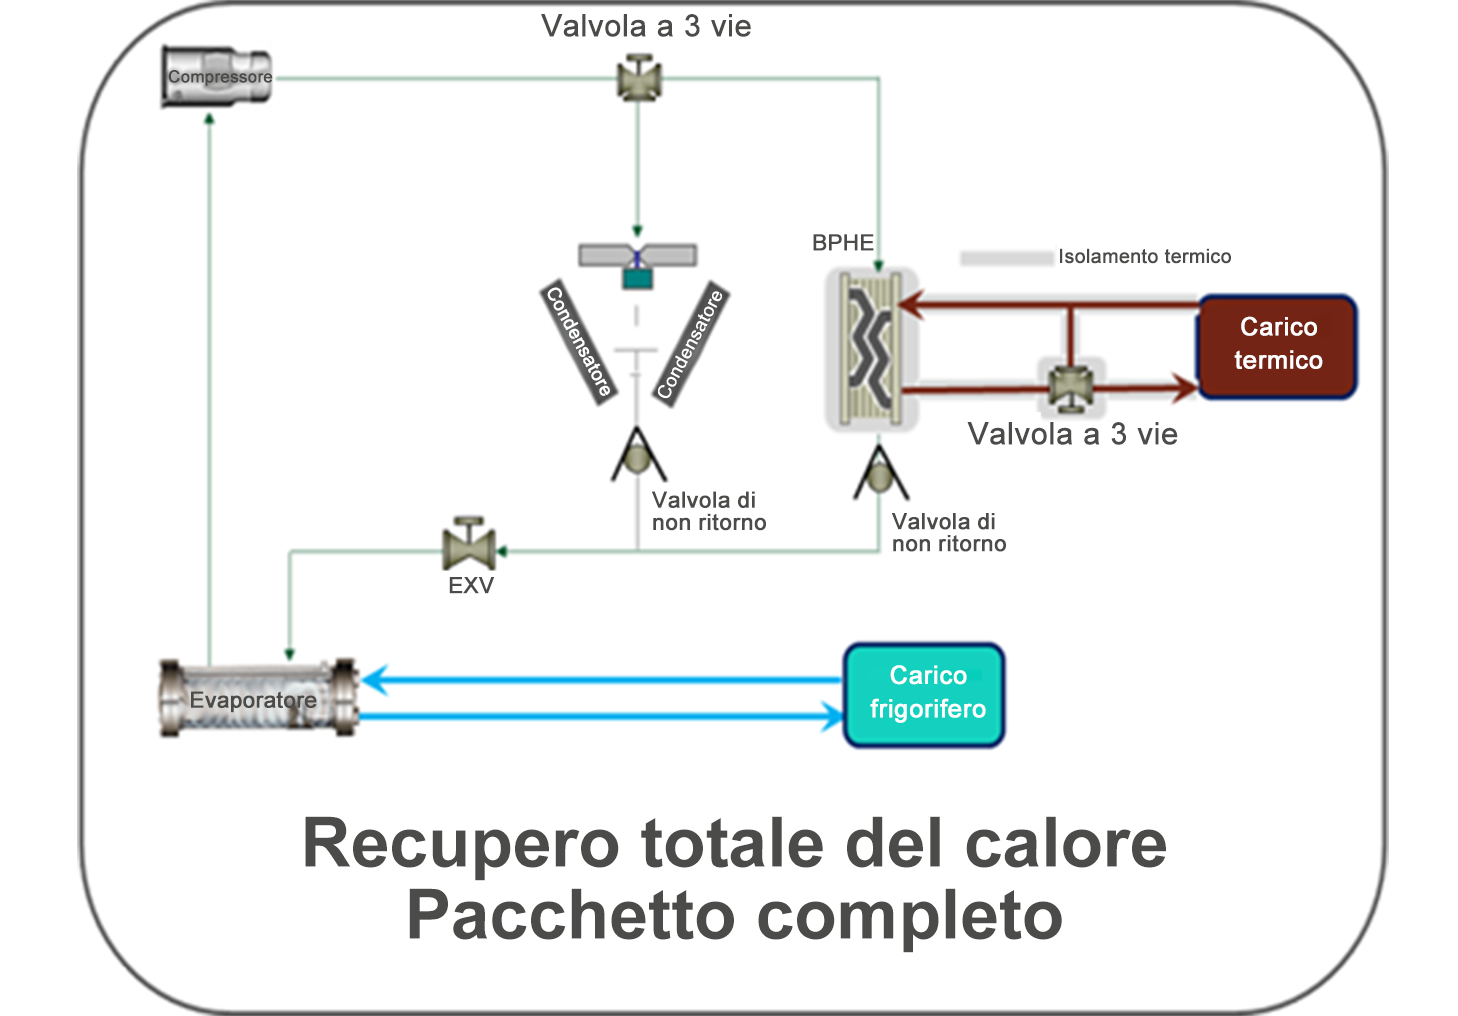 Valvola a 3 vie
Compressore
BPHE
Isolamento termico
Condensatore
Condensatore
Carico
termico
Valvola a 3 vie
Valvola di
non ritorno
Valvola di
non ritorno
EXV
Evaporatore
Carico
frigorifero
Recupero totale del calore
Pacchetto completo